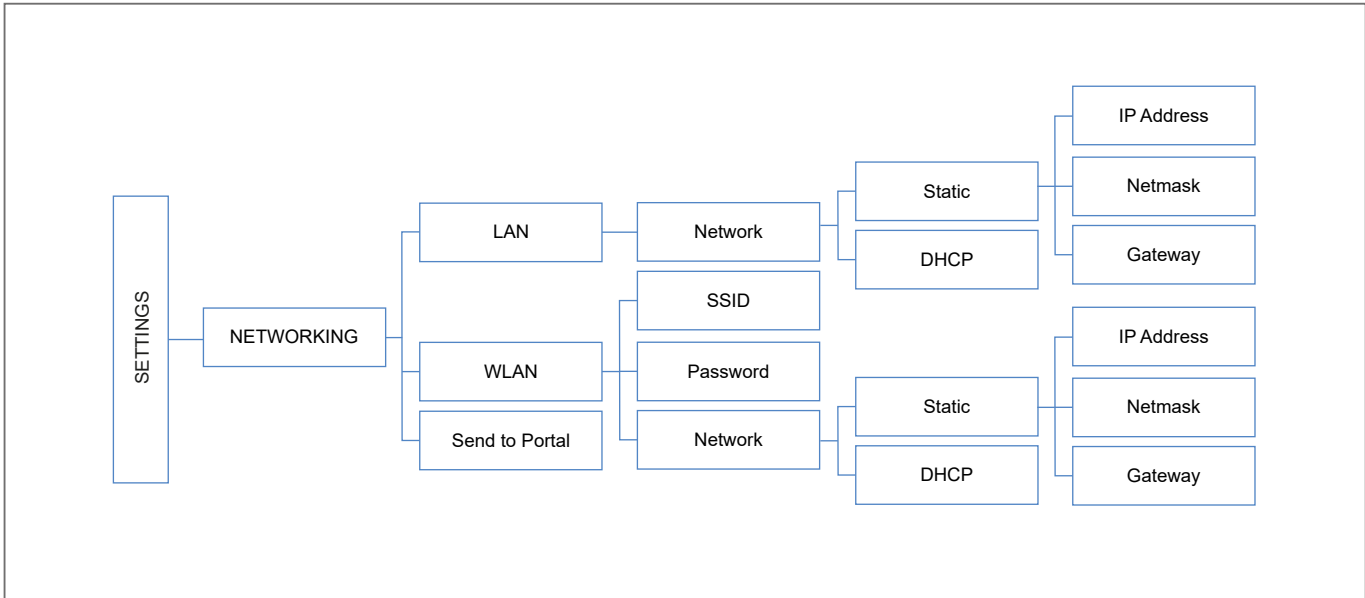 SETTINGS
NETWORKING
LAN
Network
Static
IP Address
Netmask
Gateway
DHCP
WLAN
SSID
Password
Network
Static
IP Address
Netmask
Gateway
DHCP
Send to Portal